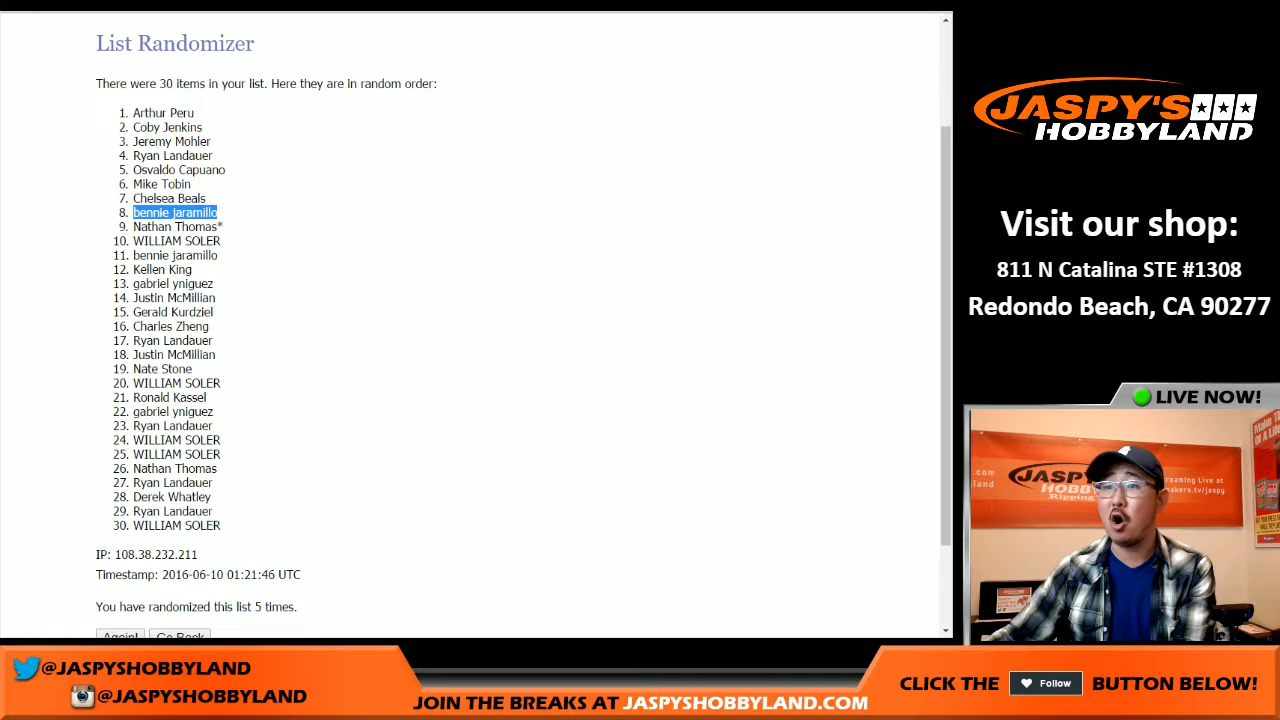 List Randomizer
There were 30 items in your list. Here they are in random order:
1. Arthur Peru
2. Coby Jenkins
3. Jeremy Mohler
4. Ryan Landauer
5. Osvaldo Capuano
6. Mike Tobin
7. Chelsea Beals
8. bennie jaramillo
9. Nathan Thomas*
10. WILLIAM SOLER
11. bennie jaramillo
12. Kellen King
13. gabriel yniguez
14. Justin McMillian
15. Gerald Kurdziel
16. Charles Zheng
17. Ryan Landauer
18. Justin McMillian
19. Nate Stone
20. WILLIAM SOLER
21. Ronald Kassel
22. gabriel yniguez
23. Ryan Landauer
24. WILLIAM SOLER
25. WILLIAM SOLER
26. Nathan Thomas
27. Ryan Landauer
28. Derek Whatley
29. Ryan Landauer
30. WILLIAM SOLER
IP: 108.38.232.211
Timestamp: 2016-06-10 01:21:46 UTC
You have randomized this list 5 times.
Again! Go Back
JASPY'S
HOBBYLAND
Visit our shop:
811 N Catalina STE #1308
Redondo Beach, CA 90277
LIVE NOW!
JASPY
HOBB
Ripping
@JASPYSHOBBYLAND
@JASPYSHOBBYLAND
JOIN THE BREAKS AT JASPYSHOBBYLAND.COM
CLICK THE Follow BUTTON BELOW!